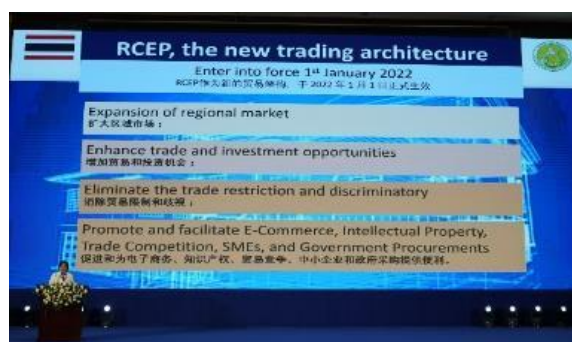 RCEP, the new trading architecture
Enter into force 1st January 2022
RCEP作为新的贸易架构，于 2022 年 1 月 1 日正式生效
Expansion of regional market
扩大区域市场；
Enhance trade and investment opportunities
增加贸易和投资机会；
Eliminate the trade restriction and discriminatory
消除贸易限制和歧视；
Promote and facilitate E-Commerce, Intellectual Property,
Trade Competition, SMEs, and Government Procurements
促进和为电子商务、知识产权、贸易竞争、中小企业和政府采购提供便利。